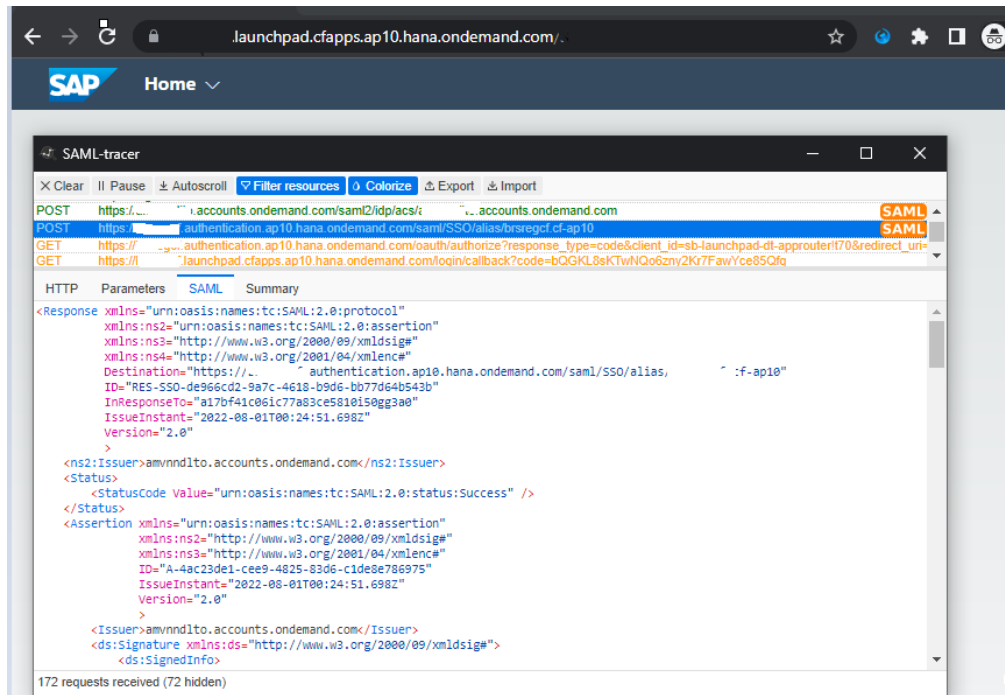 .launchpad.cfapps.ap10.hana.ondemand.com/
SAP Home
SAML-tracer
Clear Pause Autoscroll Filter resources Colorize Export Import
POST https:/ .accounts.ondemand.com/saml2/idp/acs/ .accounts.ondemand.com SAML
POST https:/ .authentication.ap10.hana.ondemand.com/saml/SSO/alias/brsregcf.cf-ap10 SAML
GET https:// .authentication.ap10.hana.ondemand.com/oauth/authorize?response_type=code&client_id=sb-launchpad-dt-approuter!t70&redirect_uri=
GET https://l .launchpad.cfapps.ap10.hana.ondemand.com/login/callback?code=bQGKL8sKTwNQo6zny2Kr7FawYce85Qfq
HTTP Parameters SAML Summary
<Response xmlns="urn:oasis:names:tc:SAML:2.0:protocol"
xmlns:ns2="urn:oasis:names:tc:SAML:2.0:assertion"
xmlns:ns3="http://www.w3.org/2000/09/xmldsig#"
xmlns:ns4="http://www.w3.org/2001/04/xmlenc#"
Destination="https:/ authentication.ap10.hana.ondemand.com/saml/SSO/alias/ :f-ap10"
ID="RES-SSO-de966cd2-9a7c-4618-b9d6-bb77d64b543b"
InResponseTo="a17bf41c06ic77a83ce5810i50gg3a0"
IssueInstant="2022-08-01T00:24:51.698Z"
Version="2.0"
>
<ns2:Issuer>amvnndlto.accounts.ondemand.com</ns2:Issuer>
<Status>
<StatusCode Value="urn:oasis:names:tc:SAML:2.0:status:Success" />
</Status>
<Assertion xmlns="urn:oasis:names:tc:SAML:2.0:assertion"
xmlns:ns2="http://www.w3.org/2000/09/xmldsig#"
xmlns:ns3="http://www.w3.org/2001/04/xmlenc#"
ID="A-4ac23de1-cee9-4825-83d6-c1de8e786975"
IssueInstant="2022-08-01T00:24:51.698Z"
Version="2.0"
>
<Issuer>amvnndlto.accounts.ondemand.com</Issuer>
<ds:Signature xmlns:ds="http://www.w3.org/2000/09/xmldsig#">
<ds:SignedInfo>
172 requests received (72 hidden)